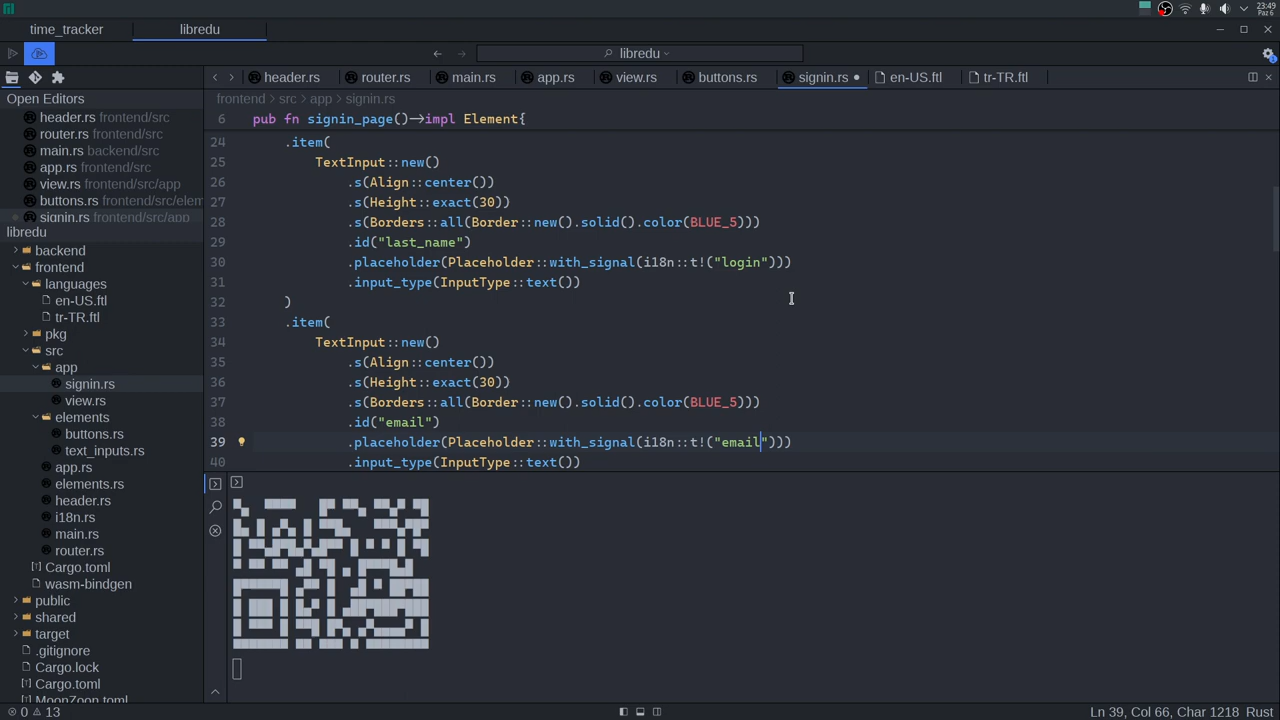 23:49
Paz 6
time_tracker
libredu
libredu
header.rs
router.rs
main.rs
app.rs
view.rs
buttons.rs
signin.rs
en-US.ftl
tr-TR.ftl
Open Editors
header.rs frontend/src
router.rs frontend/src
main.rs backend/src
app.rs frontend/src
view.rs frontend/src/app
buttons.rs frontend/src/elem
signin.rs frontend/src/app
libredu
backend
frontend
languages
en-US.ftl
tr-TR.ftl
pkg
src
app
signin.rs
view.rs
elements
buttons.rs
text_inputs.rs
app.rs
elements.rs
header.rs
i18n.rs
main.rs
router.rs
Cargo.toml
wasm-bindgen
public
shared
target
.gitignore
Cargo.lock
Cargo.toml
MoonZoon.toml
frontend > src > app > signin.rs
6 pub fn signin_page()->impl Element{
24 .item(
25 TextInput::new()
26 .s(Align::center())
27 .s(Height::exact(30))
28 .s(Borders::all(Border::new().solid().color(BLUE_5)))
29 .id("last_name")
30 .placeholder(Placeholder::with_signal(i18n::t!("login")))
31 .input_type(InputType::text())
32 )
33 .item(
34 TextInput::new()
35 .s(Align::center())
36 .s(Height::exact(30))
37 .s(Borders::all(Border::new().solid().color(BLUE_5)))
38 .id("email")
39 .placeholder(Placeholder::with_signal(i18n::t!("email")))
40 .input_type(InputType::text())
0 13
Ln 39, Col 66, Char 1218 Rust